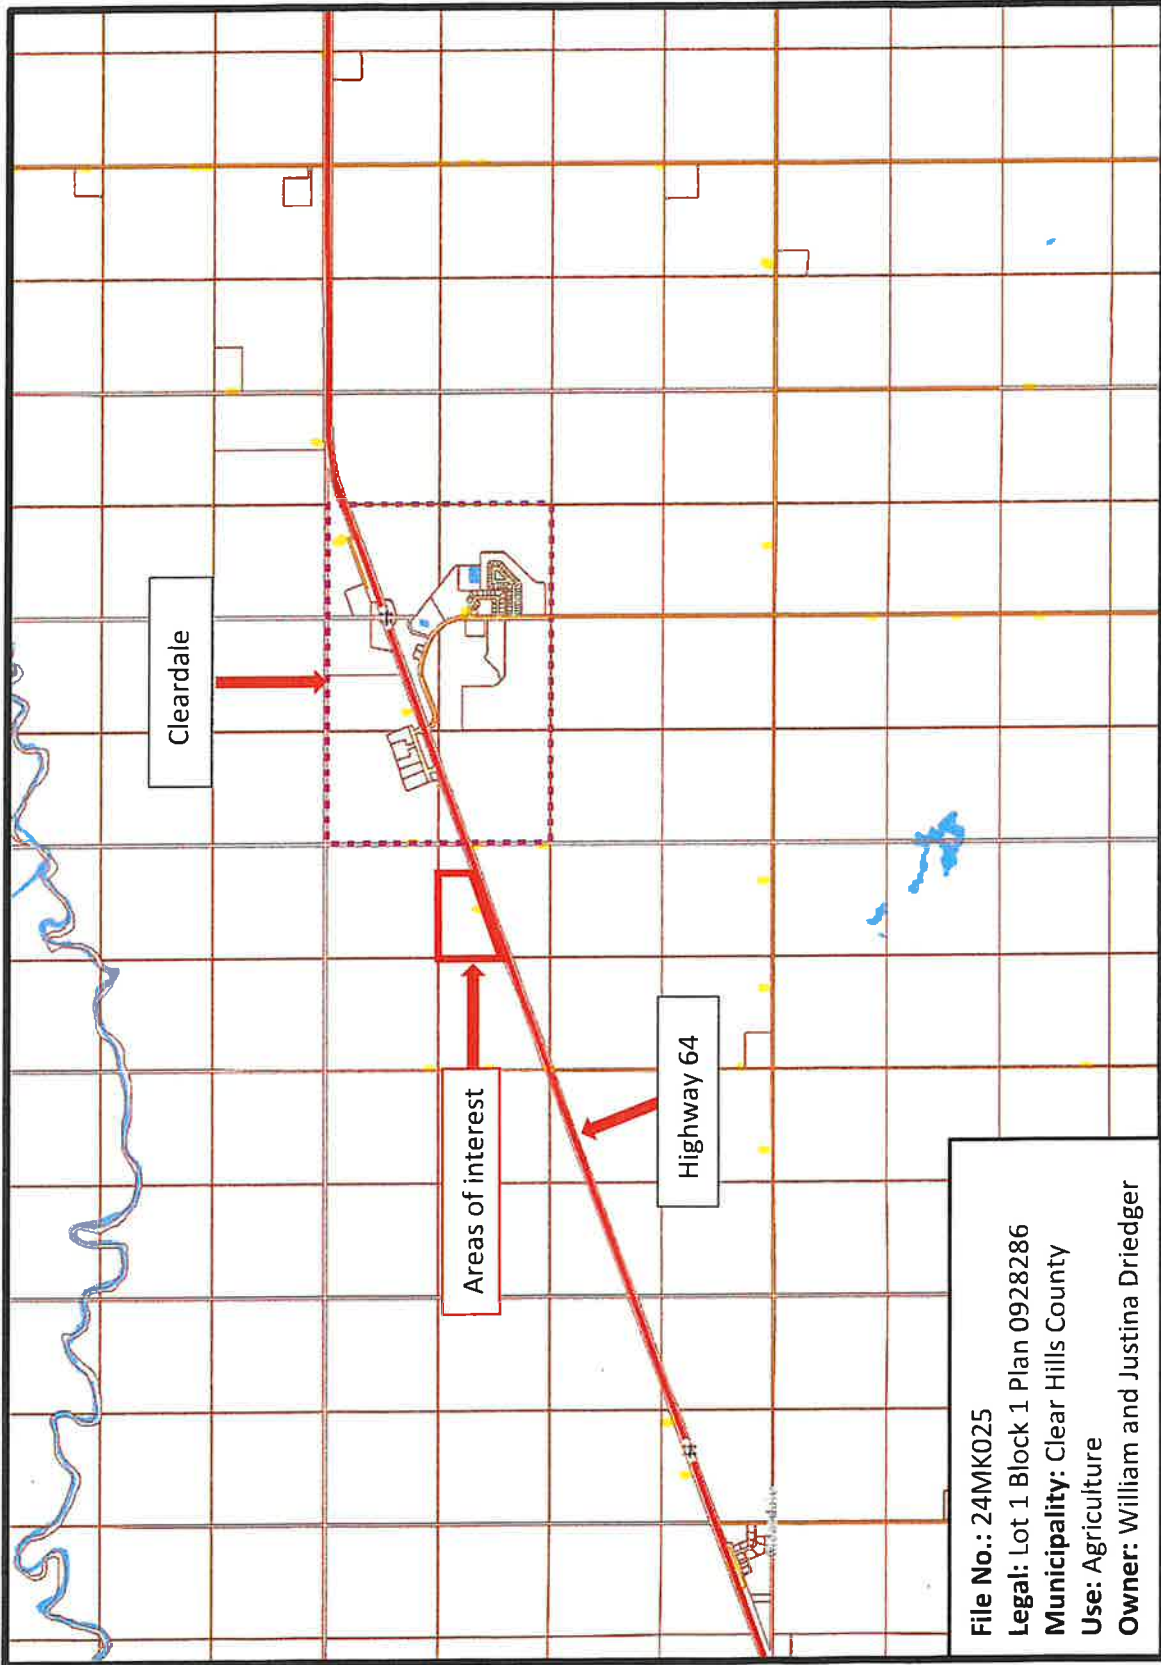 Cleardale
Areas of interest
Highway 64
File No.: 24MK025
Legal: Lot 1 Block 1 Plan 0928286
Municipality: Clear Hills County
Use: Agriculture
Owner: William and Justina Driedger